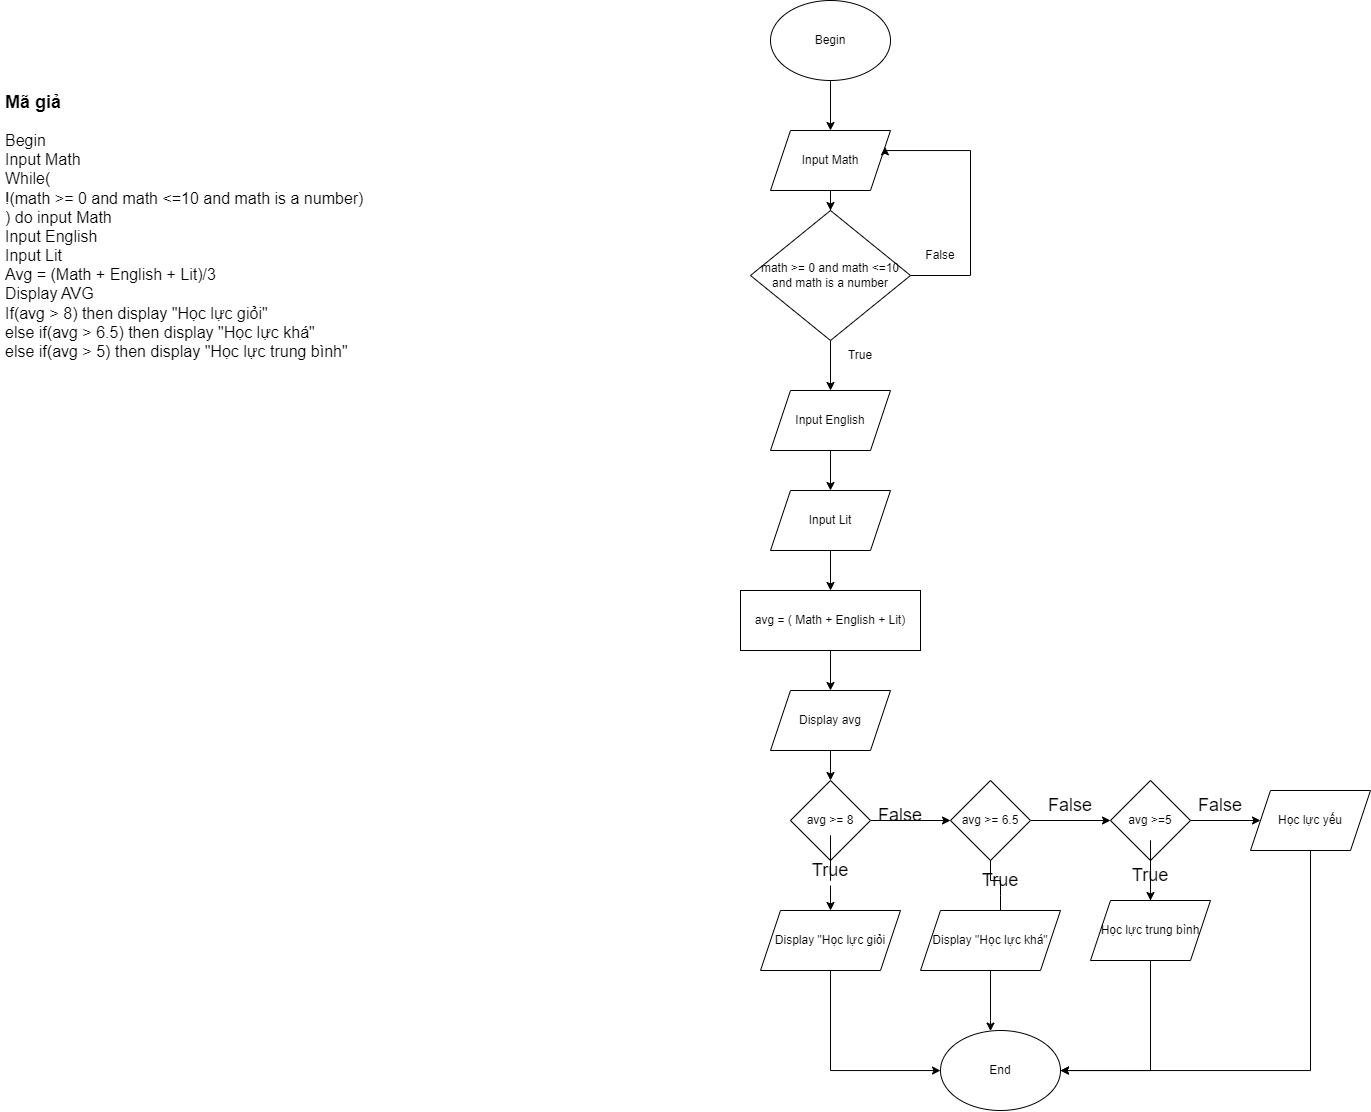 Mã giả
Begin
Input Math
While(
!(math >= 0 and math <=10 and math is a number)
) do input Math
Input English
Input Lit
Avg = (Math + English + Lit)/3
Display AVG
If(avg > 8) then display "Học lực giỏi"
else if(avg > 6.5) then display "Học lực khá"
else if(avg > 5) then display "Học lực trung bình"
Begin
Input Math
math >= 0 and math <=10
and math is a number
False
True
Input English
Input Lit
avg = ( Math + English + Lit)
Display avg
avg >= 8
False
avg >= 6.5
False
avg >=5
False
Học lực yếu
True
True
True
Display "Học lực giỏi
Display "Học lực khá"
Học lực trung bình
End